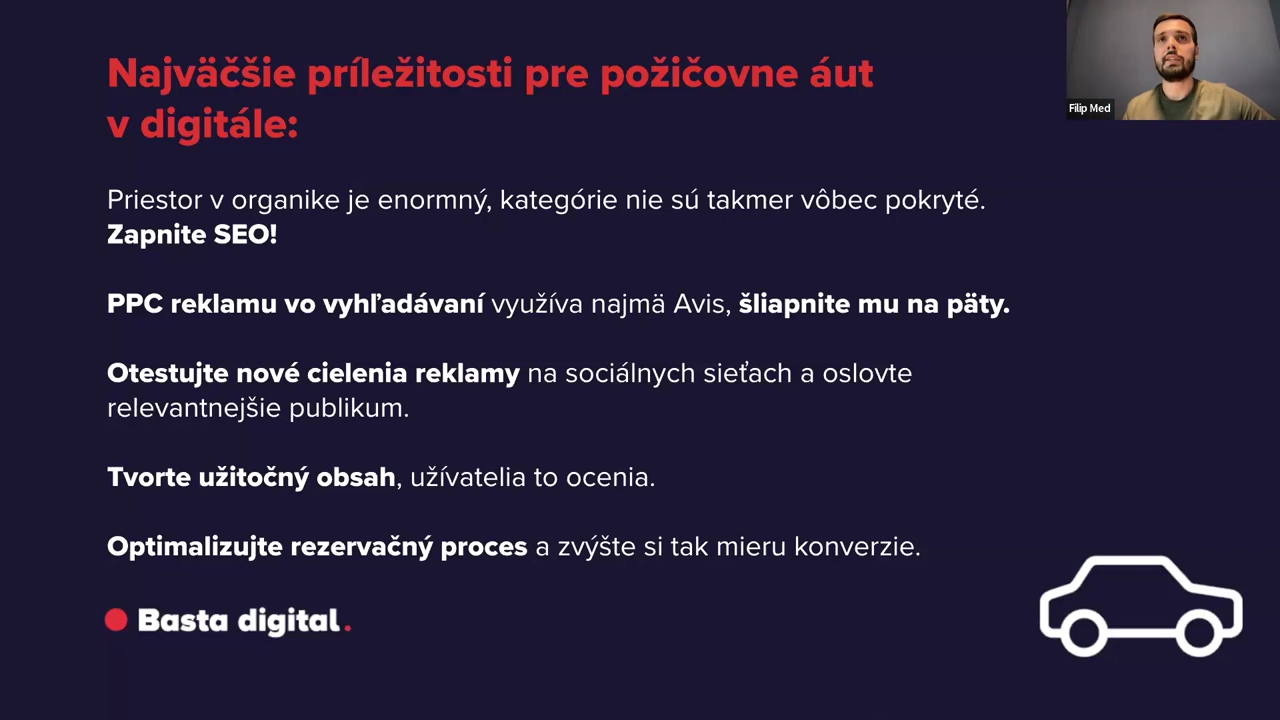 Najväčšie príležitosti pre požičovne áut
v digitále:
Filip Med
Priestor v organike je enormný, kategórie nie sú takmer vôbec pokryté.
Zapnite SEO!
PPC reklamu vo vyhľadávaní využíva najmä Avis, šliapnite mu na päty.
Otestujte nové cielenia reklamy na sociálnych sieťach a oslovte
relevantnejšie publikum.
Tvorte užitočný obsah, užívatelia to ocenia.
Optimalizujte rezervačný proces a zvýšte si tak mieru konverzie.
Basta digital.